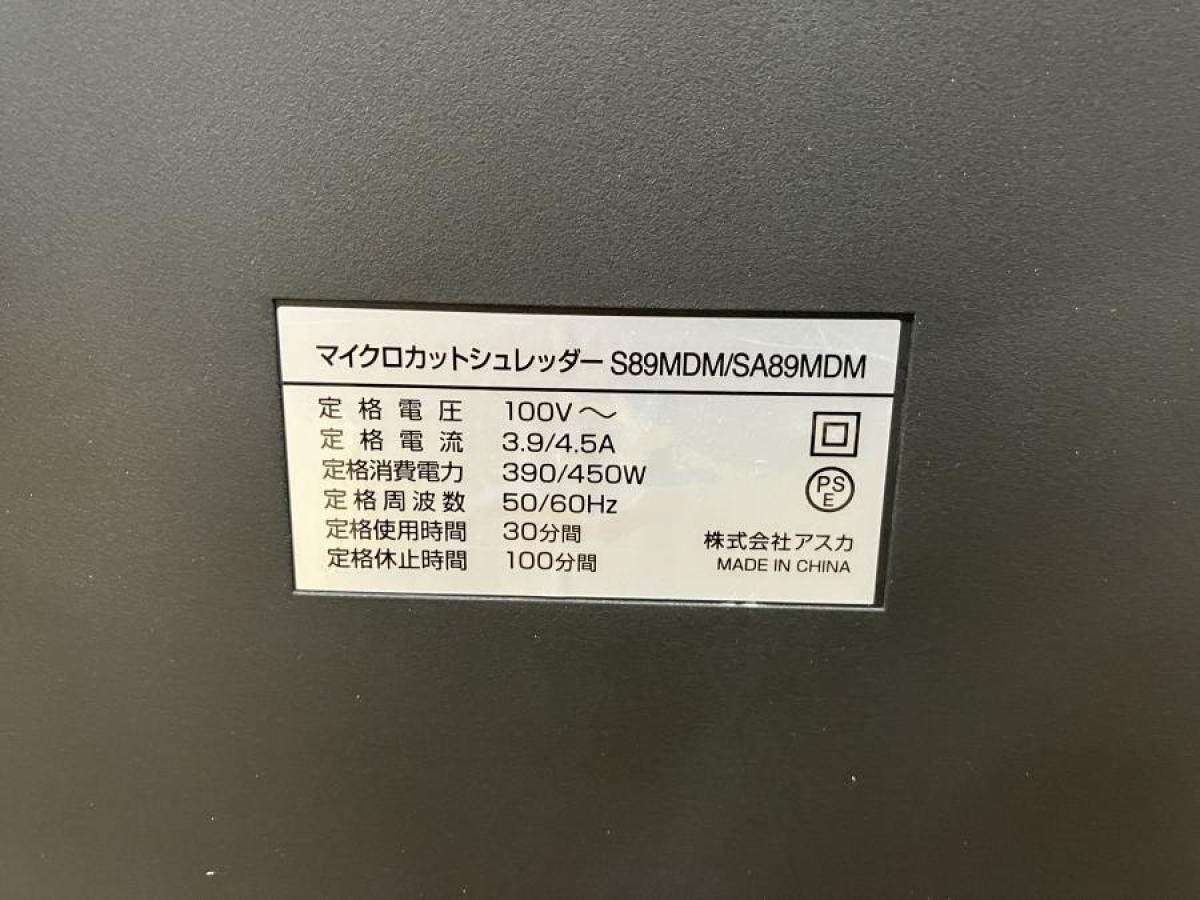 マイクロカットシュレッダー S89MDM/SA89MDM
定格電圧 100V～
定格電流 3.9/4.5A
定格消費電力 390/450W
定格周波数 50/60Hz
定格使用時間 30分間
定格休止時間 100分間
PS
E
株式会社アスカ
MADE IN CHINA